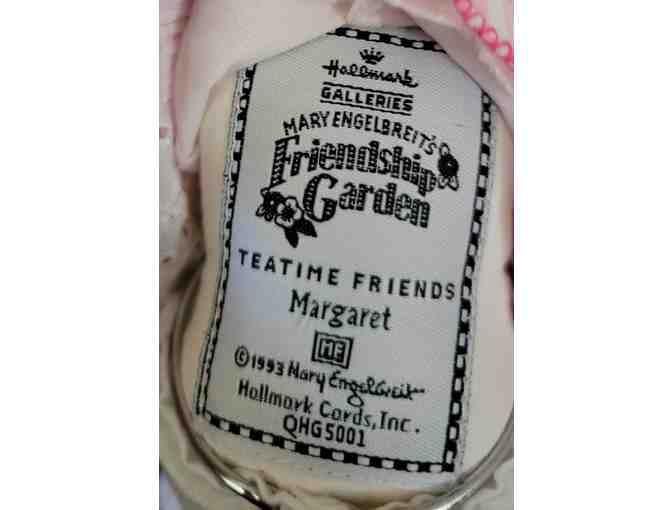 Hallmark
GALLERIES
MARY ENGELBREIT'S
Friendship
Garden
TEATIME FRIENDS
Margaret
ME
©1993 Mary Engelbreit
Hallmark Cards, Inc.
QHG5001